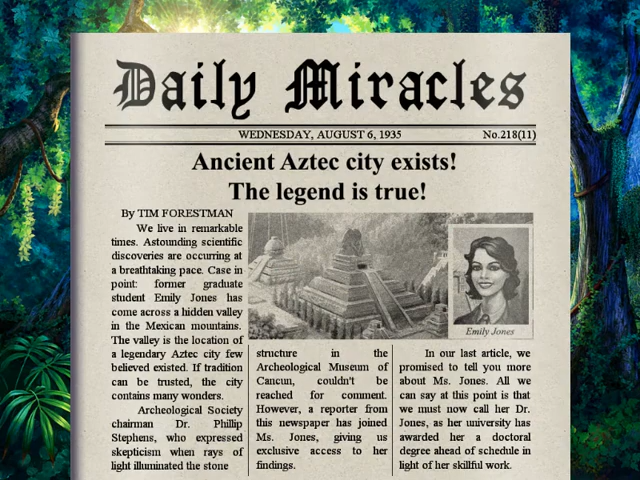 Daily Miracles
WEDNESDAY, AUGUST 6, 1935
No.218(11)
Ancient Aztec city exists!
The legend is true!
By TIM FORESTMAN
We live in remarkable
times. Astounding scientific
discoveries are occurring at
a breathtaking pace. Case in
point: former graduate
student Emily Jones has
come across a hidden valley
in the Mexican mountains.
The valley is the location of
a legendary Aztec city few
believed existed. If tradition
can be trusted, the city
contains many wonders.
Archeological Society
chairman Dr. Phillip
Stephens, who expressed
skepticism when rays of
light illuminated the stone
Emily Jones
structure in the
Archeological Museum of
Cancun, couldn't be
reached for comment.
However, a reporter from
this newspaper has joined
Ms. Jones, giving us
exclusive access to her
findings.
In our last article, we
promised to tell you more
about Ms. Jones. All we
can say at this point is that
we must now call her Dr.
Jones, as her university has
awarded her a doctoral
degree ahead of schedule in
light of her skillful work.